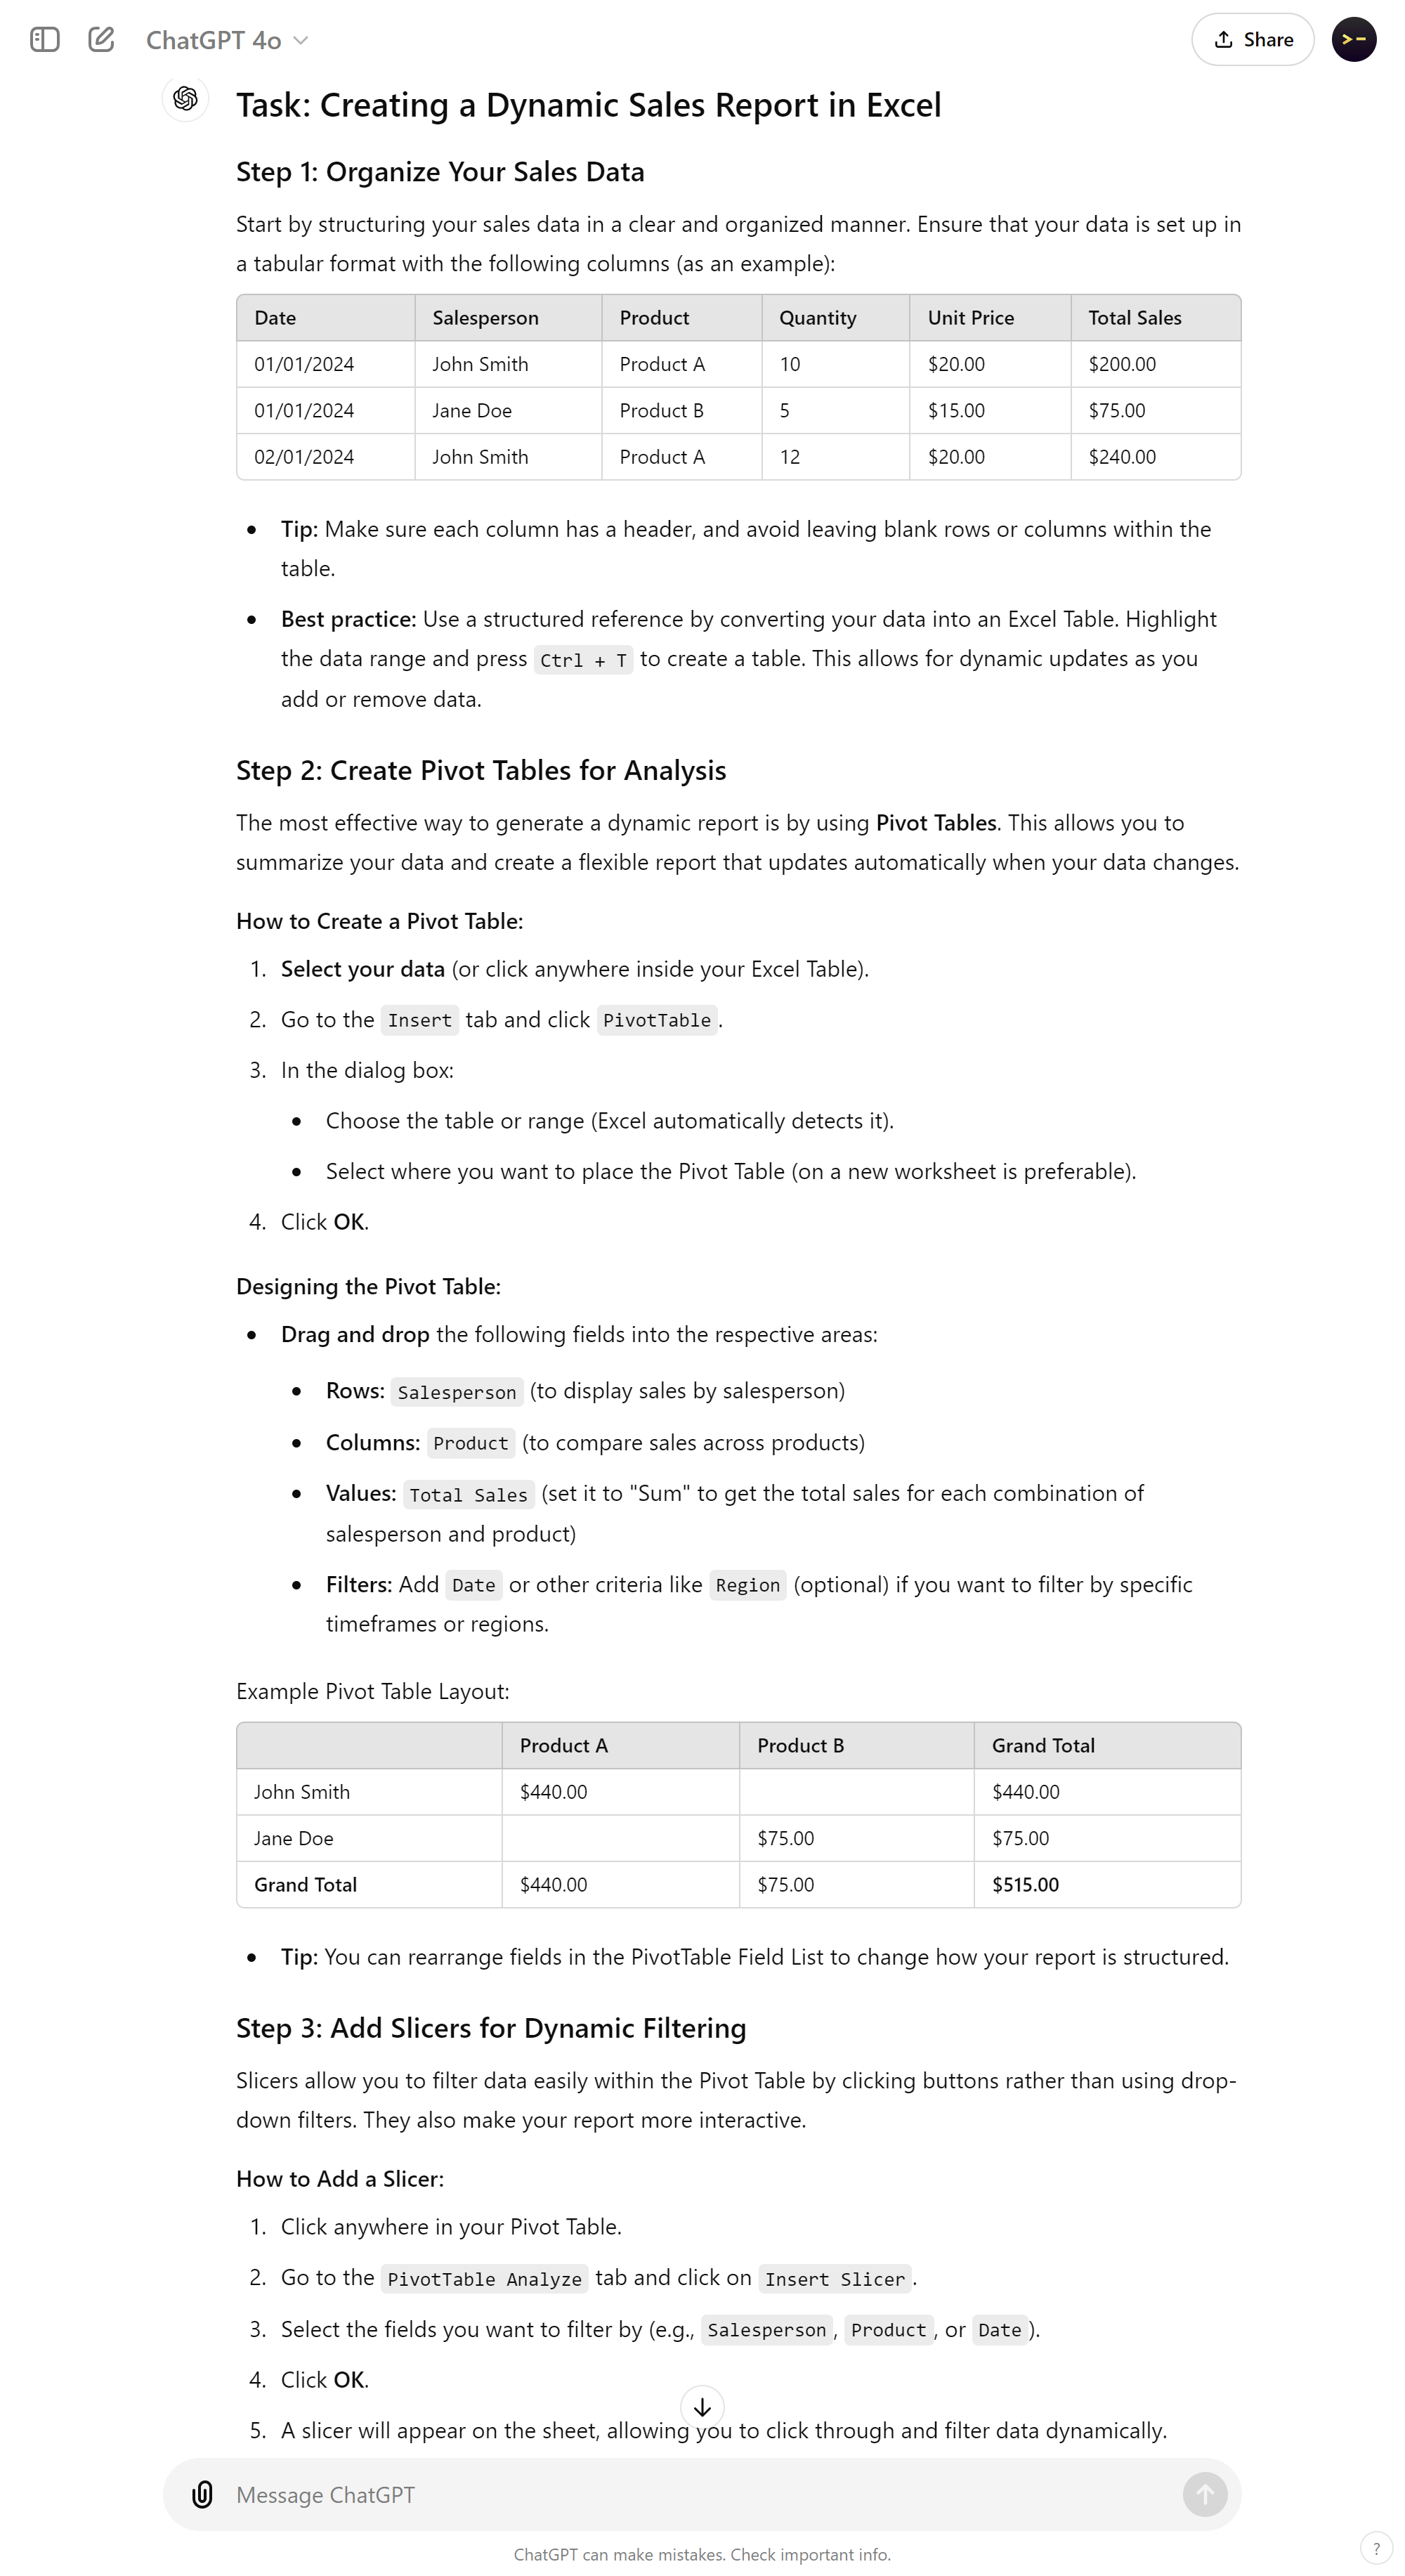 ChatGPT 4o
Share
Task: Creating a Dynamic Sales Report in Excel
Step 1: Organize Your Sales Data
Start by structuring your sales data in a clear and organized manner. Ensure that your data is set up in
a tabular format with the following columns (as an example):
Date Salesperson Product Quantity Unit Price Total Sales
01/01/2024 John Smith Product A 10 $20.00 $200.00
01/01/2024 Jane Doe Product B 5 $15.00 $75.00
02/01/2024 John Smith Product A 12 $20.00 $240.00
• Tip: Make sure each column has a header, and avoid leaving blank rows or columns within the
table.
• Best practice: Use a structured reference by converting your data into an Excel Table. Highlight
the data range and press Ctrl + T to create a table. This allows for dynamic updates as you
add or remove data.
Step 2: Create Pivot Tables for Analysis
The most effective way to generate a dynamic report is by using Pivot Tables. This allows you to
summarize your data and create a flexible report that updates automatically when your data changes.
How to Create a Pivot Table:
1. Select your data (or click anywhere inside your Excel Table).
2. Go to the Insert tab and click PivotTable.
3. In the dialog box:
• Choose the table or range (Excel automatically detects it).
• Select where you want to place the Pivot Table (on a new worksheet is preferable).
4. Click OK.
Designing the Pivot Table:
• Drag and drop the following fields into the respective areas:
• Rows: Salesperson (to display sales by salesperson)
• Columns: Product (to compare sales across products)
• Values: Total Sales (set it to "Sum" to get the total sales for each combination of
salesperson and product)
• Filters: Add Date or other criteria like Region (optional) if you want to filter by specific
timeframes or regions.
Example Pivot Table Layout:
Product A Product B Grand Total
John Smith $440.00 $440.00
Jane Doe $75.00 $75.00
Grand Total $440.00 $75.00 $515.00
• Tip: You can rearrange fields in the PivotTable Field List to change how your report is structured.
Step 3: Add Slicers for Dynamic Filtering
Slicers allow you to filter data easily within the Pivot Table by clicking buttons rather than using drop-
down filters. They also make your report more interactive.
How to Add a Slicer:
1. Click anywhere in your Pivot Table.
2. Go to the PivotTable Analyze tab and click on Insert Slicer.
3. Select the fields you want to filter by (e.g., Salesperson, Product, or Date).
4. Click OK.
5. A slicer will appear on the sheet, allowing you to click through and filter data dynamically.
Message ChatGPT
ChatGPT can make mistakes. Check important info.
?